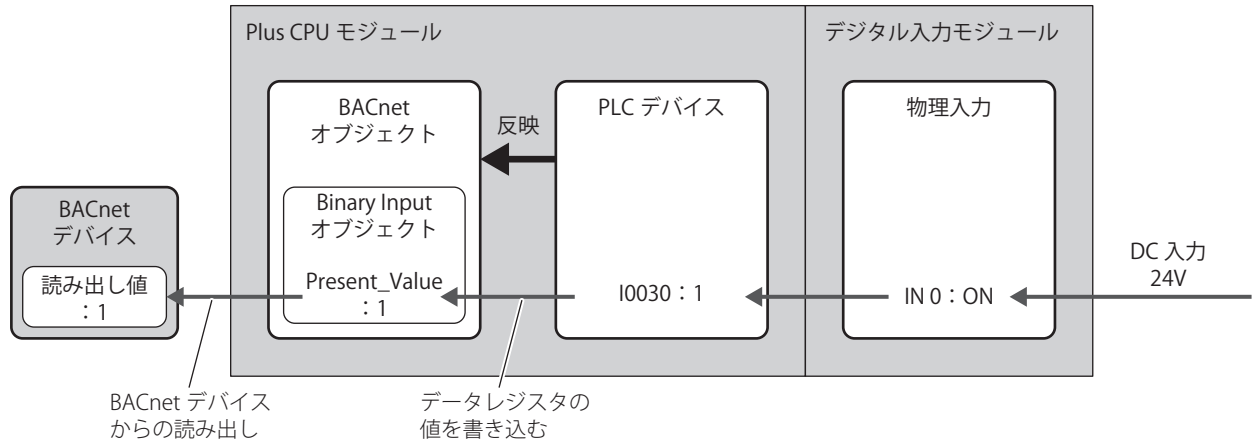 Plus CPU モジュール
デジタル入力モジュール
BACnet
オブジェクト
反映
PLC デバイス
物理入力
BACnet
デバイス
Binary Input
オブジェクト
DC 入力
24V
読み出し値
:1
Present_Value
:1
I0030:1
IN 0:ON
BACnet デバイス
からの読み出し
データレジスタの
値を書き込む